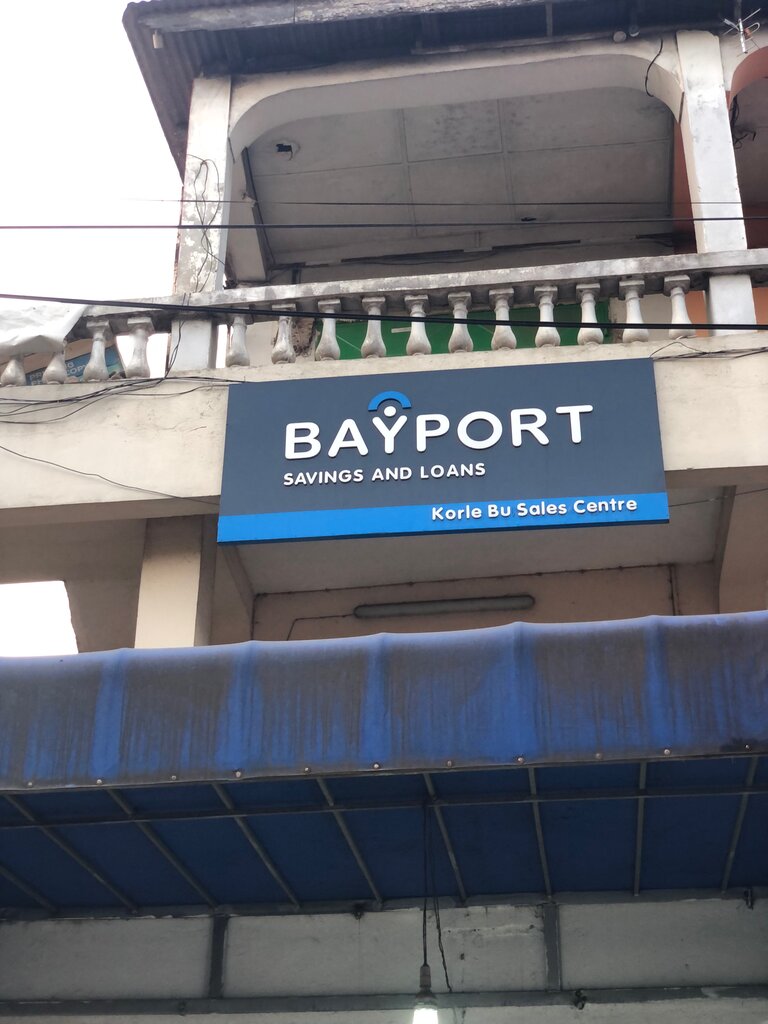 BAYPORT
SAVINGS AND LOANS
Korle Bu Sales Centre